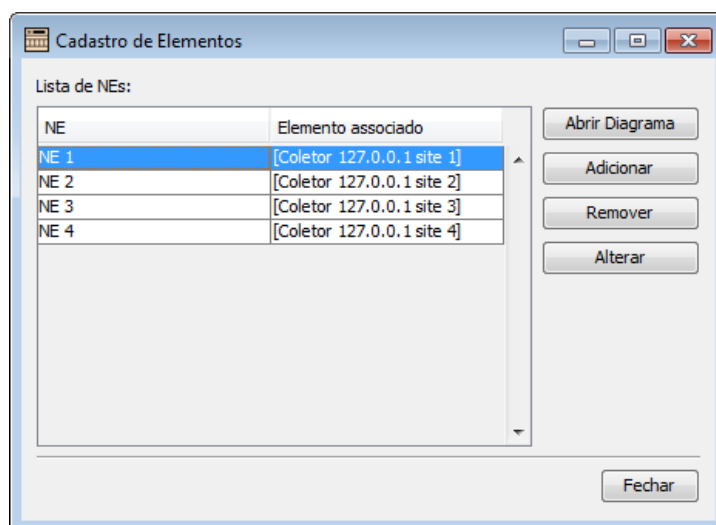 Cadastro de Elementos
Lista de NEs:
NE Elemento associado
NE 1 [Coletor 127.0.0.1 site 1]
NE 2 [Coletor 127.0.0.1 site 2]
NE 3 [Coletor 127.0.0.1 site 3]
NE 4 [Coletor 127.0.0.1 site 4]
Abrir Diagrama
Adicionar
Remover
Alterar
Fechar